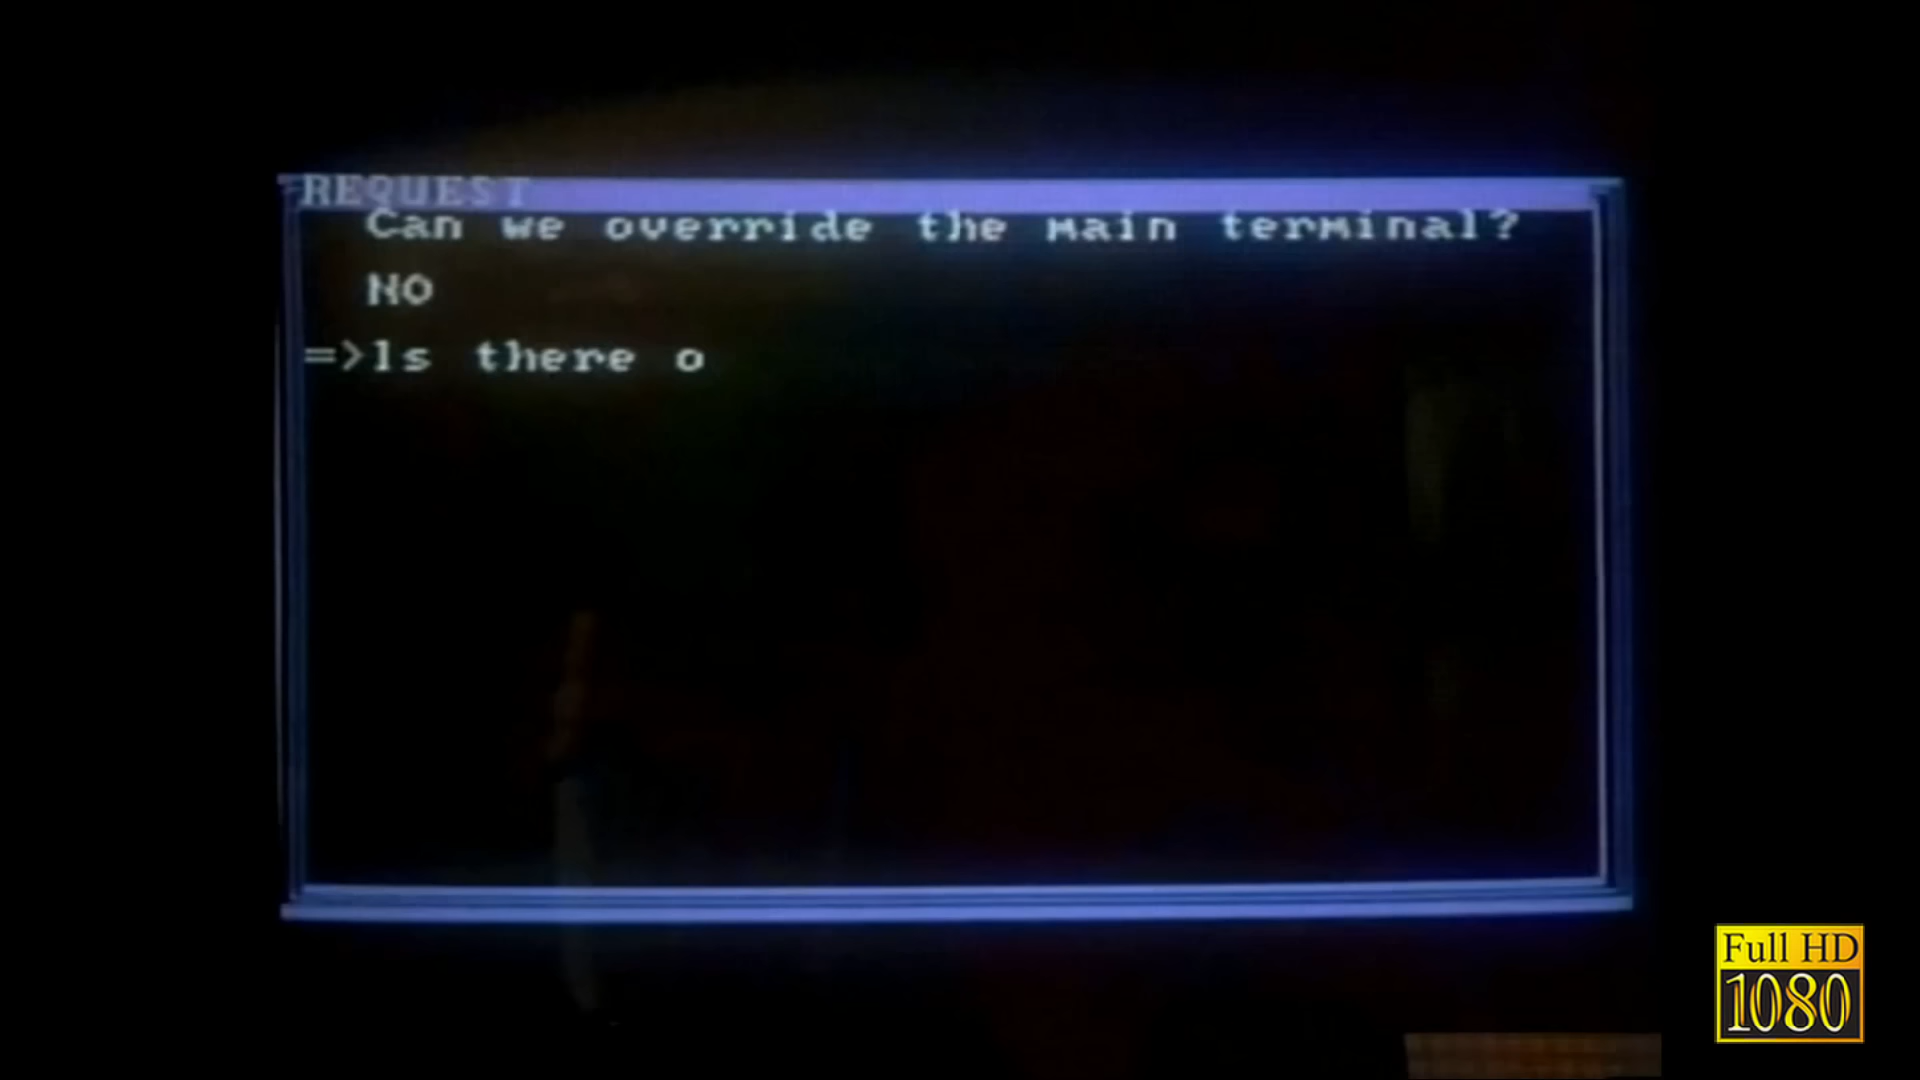 REQUEST
Can we override the main terminal?
NO
=>Is there o
Full HD
1080